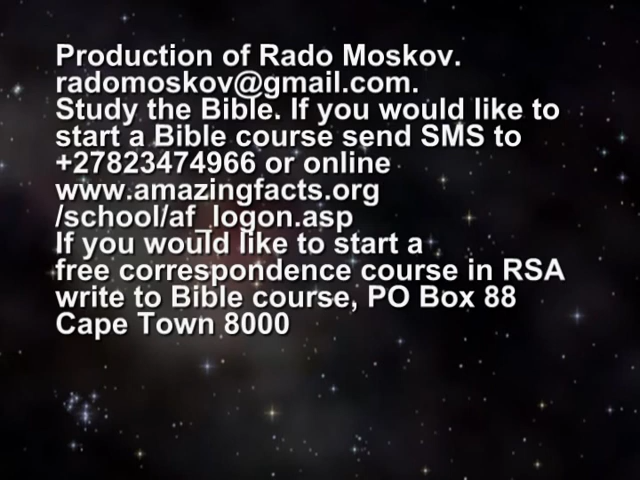 Production of Rado Moskov.
radomoskov@gmail.com.
Study the Bible. If you would like to
start a Bible course send SMS to
+27823474966 or online
www.amazingfacts.org
/school/af_logon.asp
If you would like to start a
free correspondence course in RSA
write to Bible course, PO Box 88
Cape Town 8000